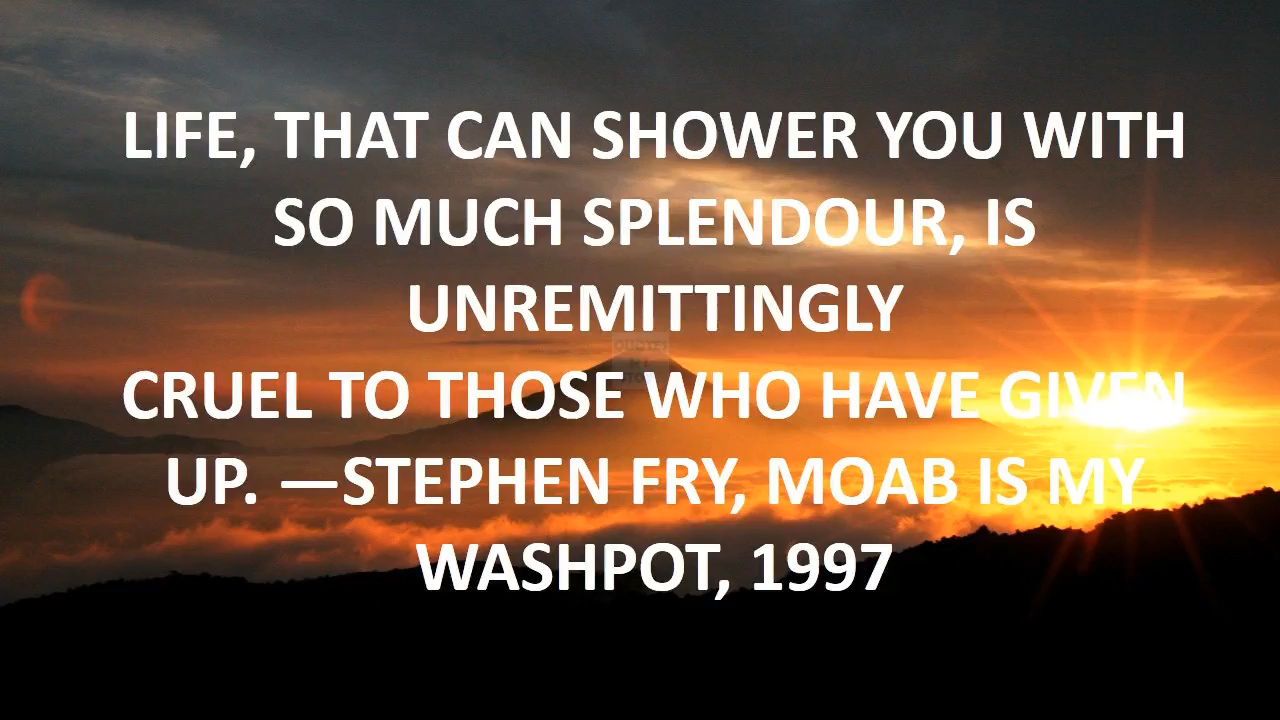 LIFE, THAT CAN SHOWER YOU WITH
SO MUCH SPLENDOUR, IS
UNREMITTINGLY
CRUEL TO THOSE WHO HAVE GIVEN
UP. —STEPHEN FRY, MOAB IS MY
WASHPOT, 1997